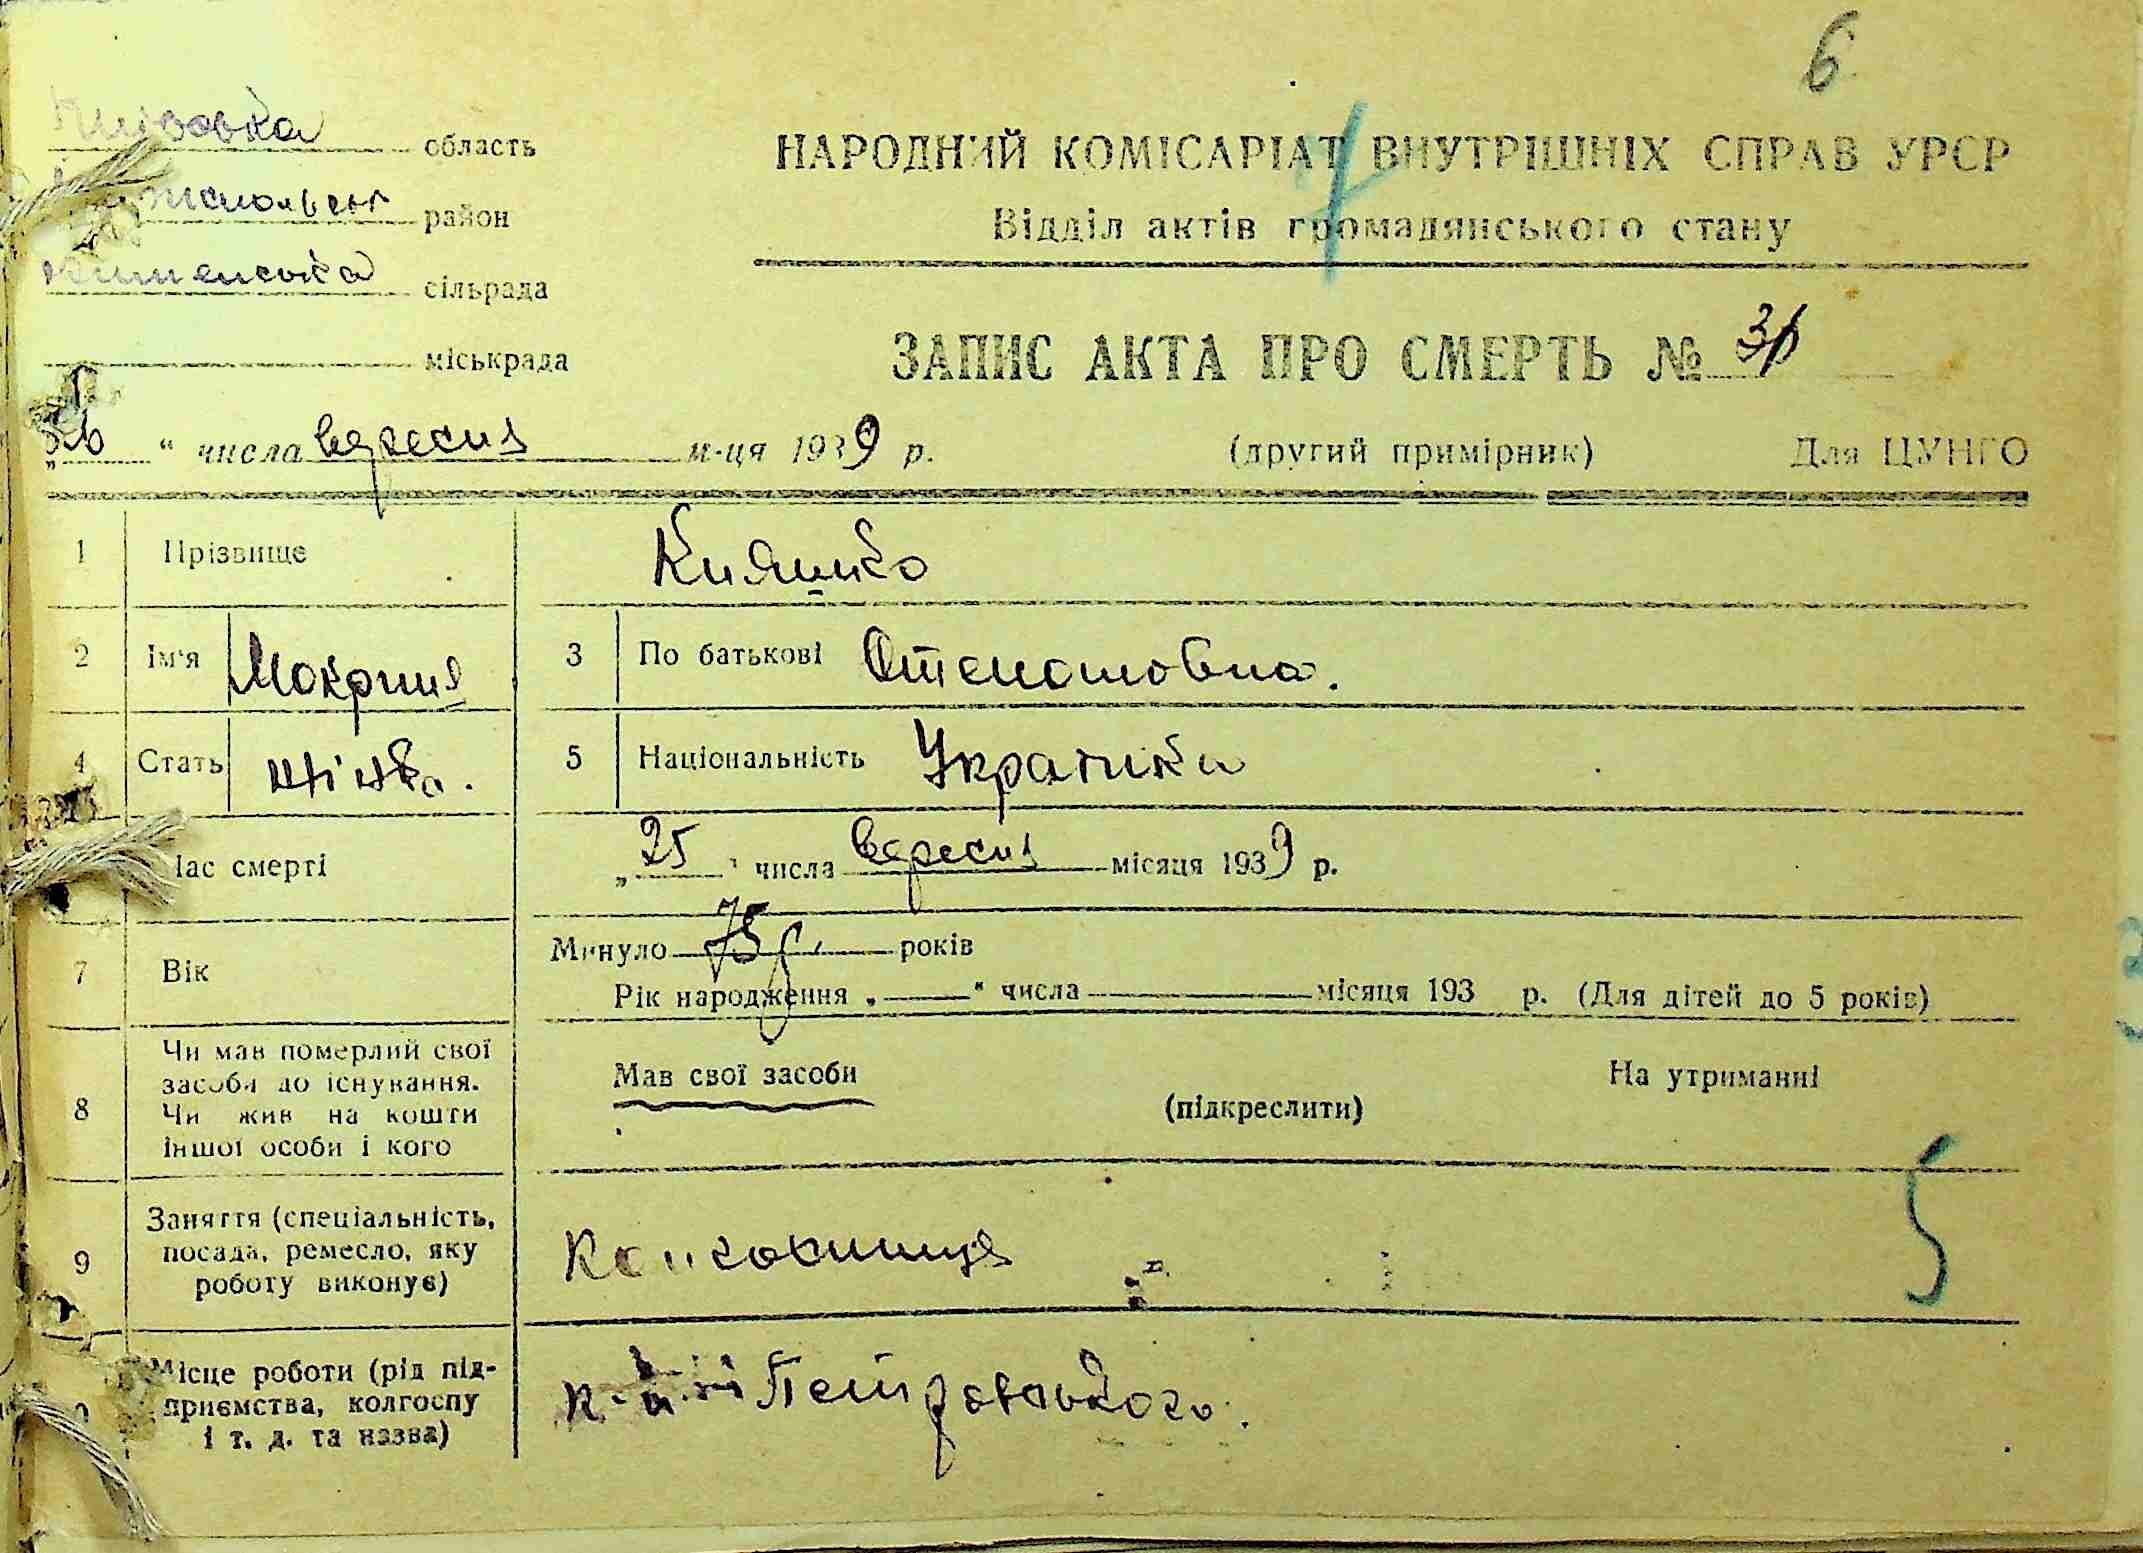 6
область
район
сільрада
міськрада
НАРОДНИЙ КОМІСАРІАТ ВНУТРІШНІХ СПРАВ УРСР
Відділ актів громадянського стану
7
ЗАПИС АКТА ПРО СМЕРТЬ №
“ числа вересня м-ця 1939 р.
(другий примірник) Для ЦУНГО
1 Прізвище Кияшко
2 Ім'я Мокрина 3 По батькові Степановна.
4 Стать жінка. 5 Національність Українка
Час смерті „25“ числа вересня місяця 1939 р.
7 Вік Минуло 75 р. років
Рік народження „ “ числа місяця 193 р. (Для дітей до 5 років)
8 Чи мав померлий свої
засоби до існування.
Чи жив на кошти
іншої особи і кого
Мав свої засоби (підкреслити) На утриманні
5
9 Заняття (спеціальність,
посада, ремесло, яку
роботу виконує)
Колгоспниця
Місце роботи (рід під-
приємства, колгоспу
і т. д. та назва)
Петровського.